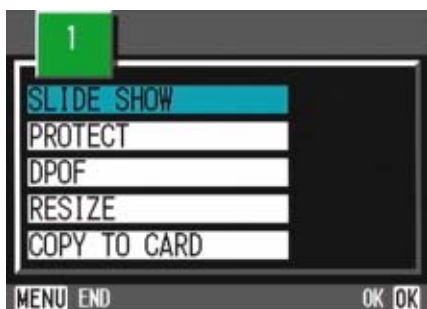 1
SLIDE SHOW
PROTECT
DPOF
RESIZE
COPY TO CARD
MENU END OK OK